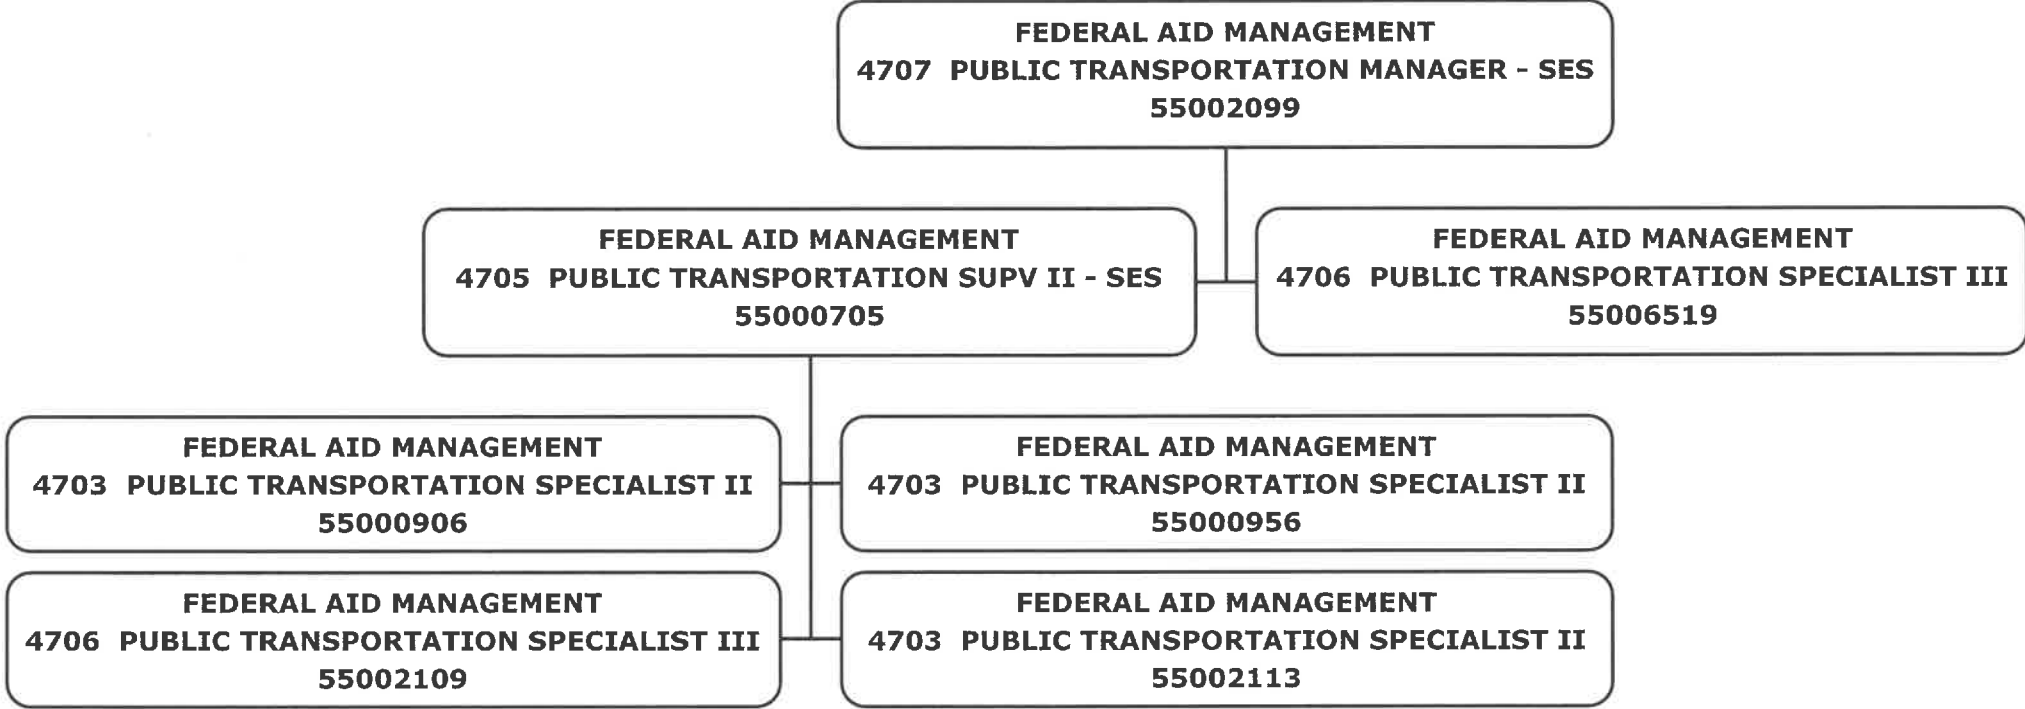 FEDERAL AID MANAGEMENT
4707 PUBLIC TRANSPORTATION MANAGER - SES
55002099
FEDERAL AID MANAGEMENT
4705 PUBLIC TRANSPORTATION SUPV II - SES
55000705
FEDERAL AID MANAGEMENT
4706 PUBLIC TRANSPORTATION SPECIALIST III
55006519
FEDERAL AID MANAGEMENT
4703 PUBLIC TRANSPORTATION SPECIALIST II
55000906
FEDERAL AID MANAGEMENT
4703 PUBLIC TRANSPORTATION SPECIALIST II
55000956
FEDERAL AID MANAGEMENT
4706 PUBLIC TRANSPORTATION SPECIALIST III
55002109
FEDERAL AID MANAGEMENT
4703 PUBLIC TRANSPORTATION SPECIALIST II
55002113